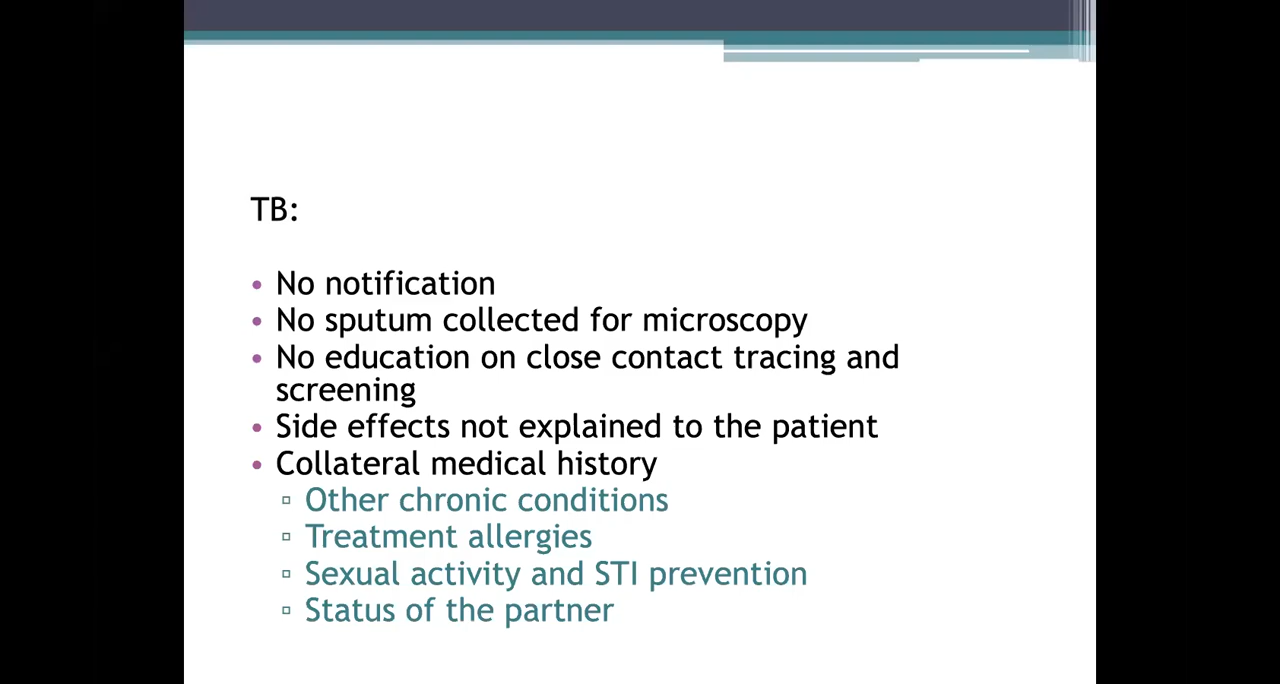 TB:
• No notification
• No sputum collected for microscopy
• No education on close contact tracing and
screening
• Side effects not explained to the patient
• Collateral medical history
▫ Other chronic conditions
▫ Treatment allergies
▫ Sexual activity and STI prevention
▫ Status of the partner